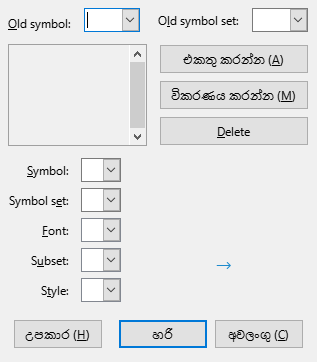 Old symbol: Old symbol set:
එකතු කරන්න (A)
විකරණය කරන්න (M)
Delete
Symbol:
Symbol set:
Font:
Subset:
Style:
→
උපකාර (H) හරි අවලංගු (C)